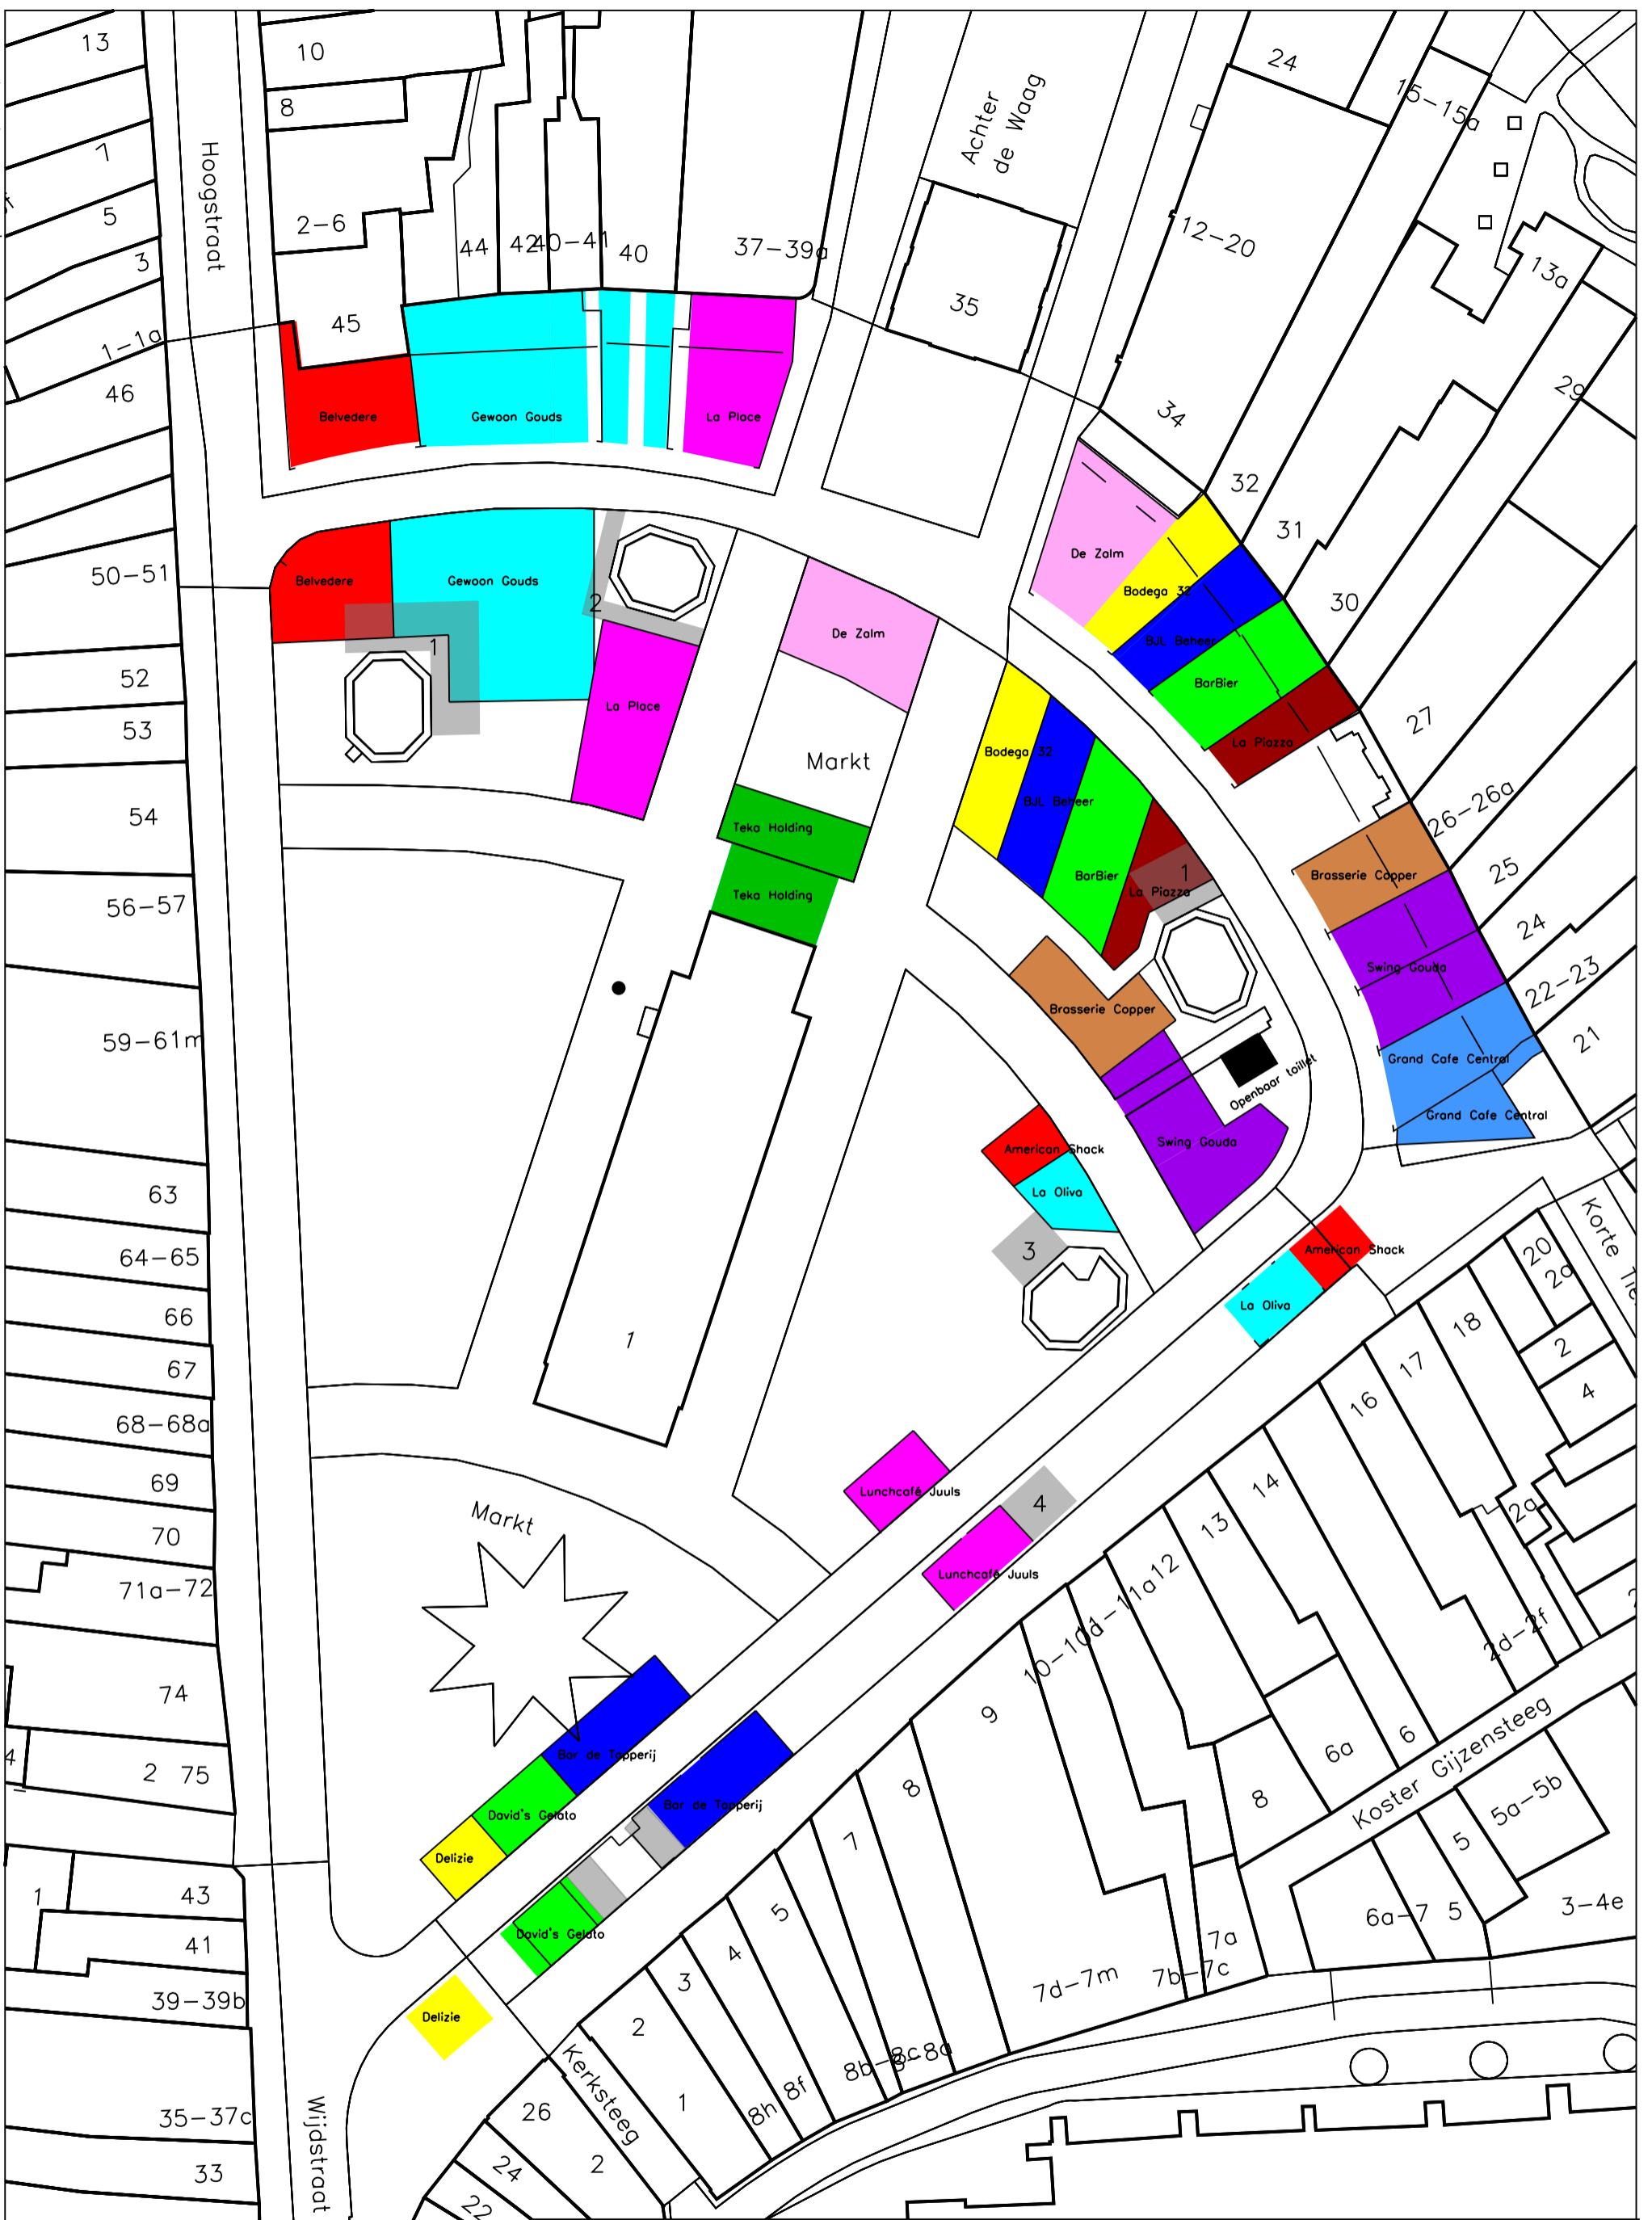 13
10
8
7
5
3
1-1a
46
Hoogstraat
2-6
45
44
42
40-41
40
37-39a
Achter
de Waag
35
24
15-15a
12-20
13a
34
32
31
30
29
27
26-26a
25
24
22-23
21
Belvedere
Gewoon Gouds
La Place
De Zalm
Bodega 32
BJL Beheer
BarBier
La Piazza
Brasserie Copper
Swing Gouda
Grand Cafe Central
Grand Cafe Central
50-51
52
53
54
56-57
59-61m
63
64-65
66
67
68-68a
69
70
71a-72
74
4
2 75
1
43
41
39-39b
35-37c
33
Belvedere
Gewoon Gouds
1
2
La Place
De Zalm
Markt
Teka Holding
Teka Holding
Bodega 32
BJL Beheer
BarBier
La Piazza
1
Brasserie Copper
Openbaar toillet
Swing Gouda
American Shack
La Oliva
3
American Shack
La Oliva
1
Lunchcafé Juuls
4
Lunchcafé Juuls
Markt
Bar de Tapperij
David's Gelato
Delizie
Bar de Tapperij
David's Gelato
Delizie
Korte
20
2a
18
2
4
17
16
14
13
2a
12
11-11a
10-10d
9
8
7
5
4
3
2
1
2d-2f
6
6a
8
Koster Gijzensteeg
5a-5b
5
5
6a-7
3-4e
7a
7b-7c
7d-7m
8b-8c
8-8a
8f
8h
Kerksteeg
26
24
22
2
Wijdstraat